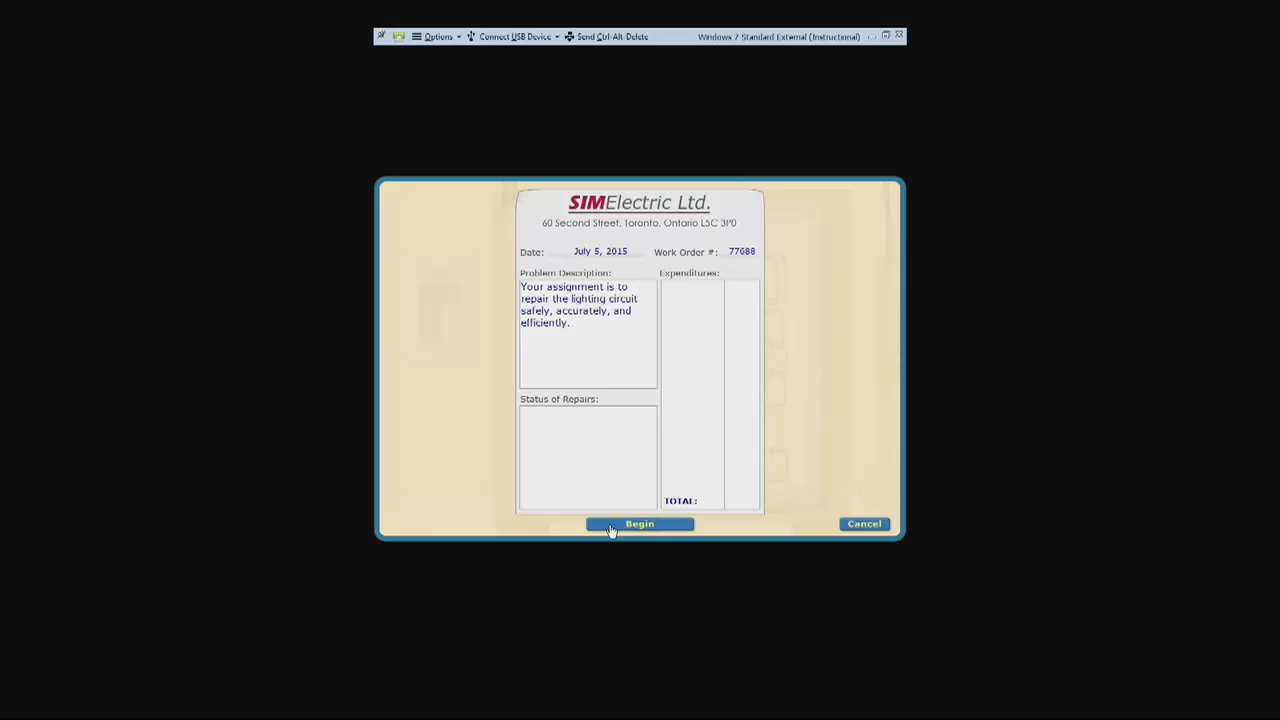 Options Connect USB Device Send Ctrl-Alt-Delete Windows 7 Standard External (Instructional)
SIMElectric Ltd.
60 Second Street, Toronto, Ontario L5C 3P0
Date: July 5, 2015 Work Order #: 77688
Problem Description: Expenditures:
Your assignment is to
repair the lighting circuit
safely, accurately, and
efficiently.
Status of Repairs:
TOTAL:
Begin Cancel